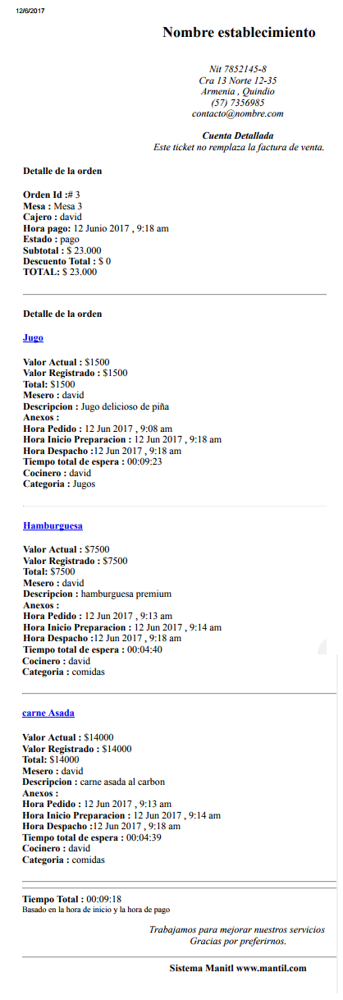 12/6/2017
Nombre establecimiento
Nit 7852145-8
Cra 13 Norte 12-35
Armenia , Quindio
(57) 7356985
contacto@nombre.com
Cuenta Detallada
Este ticket no remplaza la factura de venta.
Detalle de la orden
Orden Id :# 3
Mesa : Mesa 3
Cajero : david
Hora pago: 12 Junio 2017 , 9:18 am
Estado : pago
Subtotal : $ 23.000
Descuento Total : $ 0
TOTAL: $ 23.000
Detalle de la orden
Jugo
Valor Actual : $1500
Valor Registrado : $1500
Total: $1500
Mesero : david
Descripcion : Jugo delicioso de piña
Anexos :
Hora Pedido : 12 Jun 2017 , 9:08 am
Hora Inicio Preparacion : 12 Jun 2017 , 9:18 am
Hora Despacho :12 Jun 2017 , 9:18 am
Tiempo total de espera : 00:09:23
Cocinero : david
Categoria : Jugos
Hamburguesa
Valor Actual : $7500
Valor Registrado : $7500
Total: $7500
Mesero : david
Descripcion : hamburguesa premium
Anexos :
Hora Pedido : 12 Jun 2017 , 9:13 am
Hora Inicio Preparacion : 12 Jun 2017 , 9:14 am
Hora Despacho :12 Jun 2017 , 9:18 am
Tiempo total de espera : 00:04:40
Cocinero : david
Categoria : comidas
carne Asada
Valor Actual : $14000
Valor Registrado : $14000
Total: $14000
Mesero : david
Descripcion : carne asada al carbon
Anexos :
Hora Pedido : 12 Jun 2017 , 9:13 am
Hora Inicio Preparacion : 12 Jun 2017 , 9:14 am
Hora Despacho :12 Jun 2017 , 9:18 am
Tiempo total de espera : 00:04:39
Cocinero : david
Categoria : comidas
Tiempo Total : 00:09:18
Basado en la hora de inicio y la hora de pago
Trabajamos para mejorar nuestros servicios
Gracias por preferirnos.
Sistema Manitl www.mantil.com